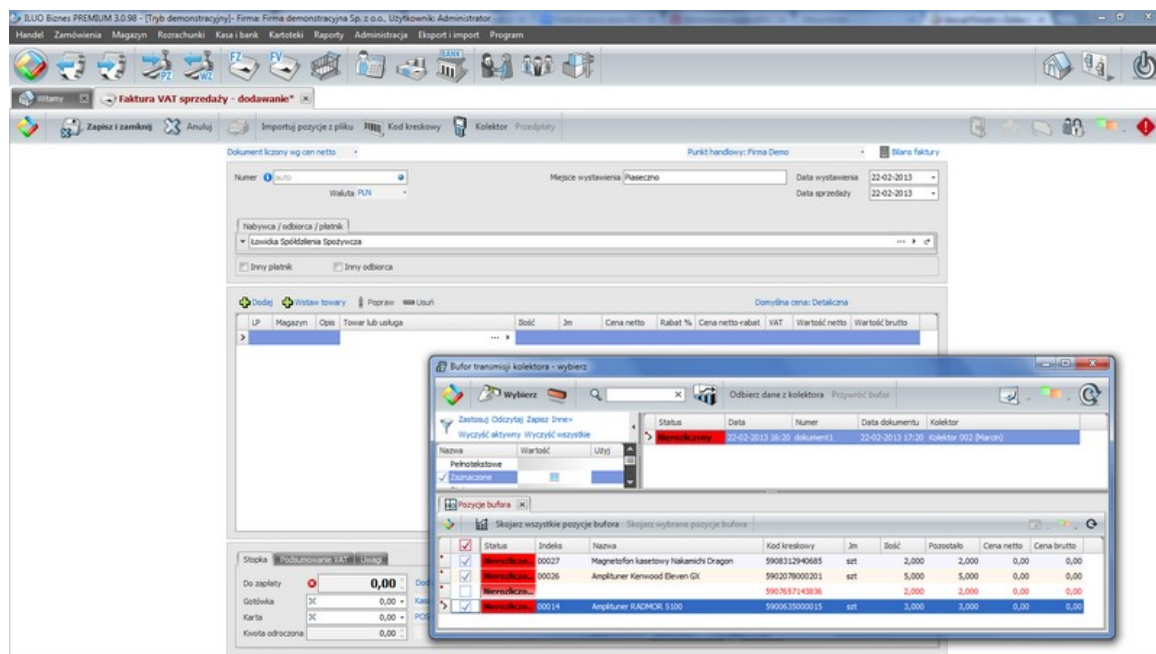 ILUO Biznes PREMIUM 3.0.98 - [Tryb demonstracyjny]- Firma: Firma demonstracyjna Sp. z o.o., Użytkownik: Administrator
Handel Zamówienia Magazyn Rozrachunki Kasa i bank Kartoteki Raporty Administracja Eksport i import Program
PZ WZ FZ FV BANK
Witamy Faktura VAT sprzedaży - dodawanie*
Zapisz i zamknij Anuluj Importuj pozycje z pliku Kod kreskowy Kolektor Przedpłaty
Dokument liczony wg cen netto Punkt handlowy: Firma Demo Bilans faktury
Numer auto Miejsce wystawienia Piaseczno Data wystawienia 22-02-2013
Waluta PLN Data sprzedaży 22-02-2013
Nabywca / odbiorca / płatnik
Łowicka Spółdzielnia Spożywcza
Inny płatnik Inny odbiorca
Dodaj Wstaw towary Popraw Usuń Domyślna cena: Detaliczna
LP Magazyn Opis Towar lub usługa Ilość Jm Cena netto Rabat % Cena netto-rabat VAT Wartość netto Wartość brutto
Bufor transmisji kolektora - wybierz
Wybierz Odbierz dane z kolektora Przywróć bufor
Zastosuj Odczytaj Zapisz Inne»
Wyczyść aktywny Wyczyść wszystkie
Status Data Numer Data dokumentu Kolektor
Nierozliczony 22-02-2013 16:20 dokument1 22-02-2013 17:20 Kolektor 002 (Marcin)
Nazwa Wartość Użyj
Pełnotekstowe
Zaznaczone
Pozycje bufora
Skojarz wszystkie pozycje bufora Skojarz wybrane pozycje bufora
Status Indeks Nazwa Kod kreskowy Jm Ilość Pozostało Cena netto Cena brutto
Nierozliczo... 00027 Magnetofon kasetowy Nakamichi Dragon 5908312940685 szt 2,000 2,000 0,00 0,00
Nierozliczo... 00026 Amplituner Kenwood Eleven GX 5902078000201 szt 5,000 5,000 0,00 0,00
Nierozliczo... 5907657143836 2,000 2,000 0,00 0,00
Nierozliczo... 00014 Amplituner RADMOR 5100 5900635000015 szt 3,000 3,000 0,00 0,00
Stopka Podsumowanie VAT Uwagi
Do zapłaty 0,00
Gotówka 0,00
Karta 0,00 POS
Kwota odroczona 0,00